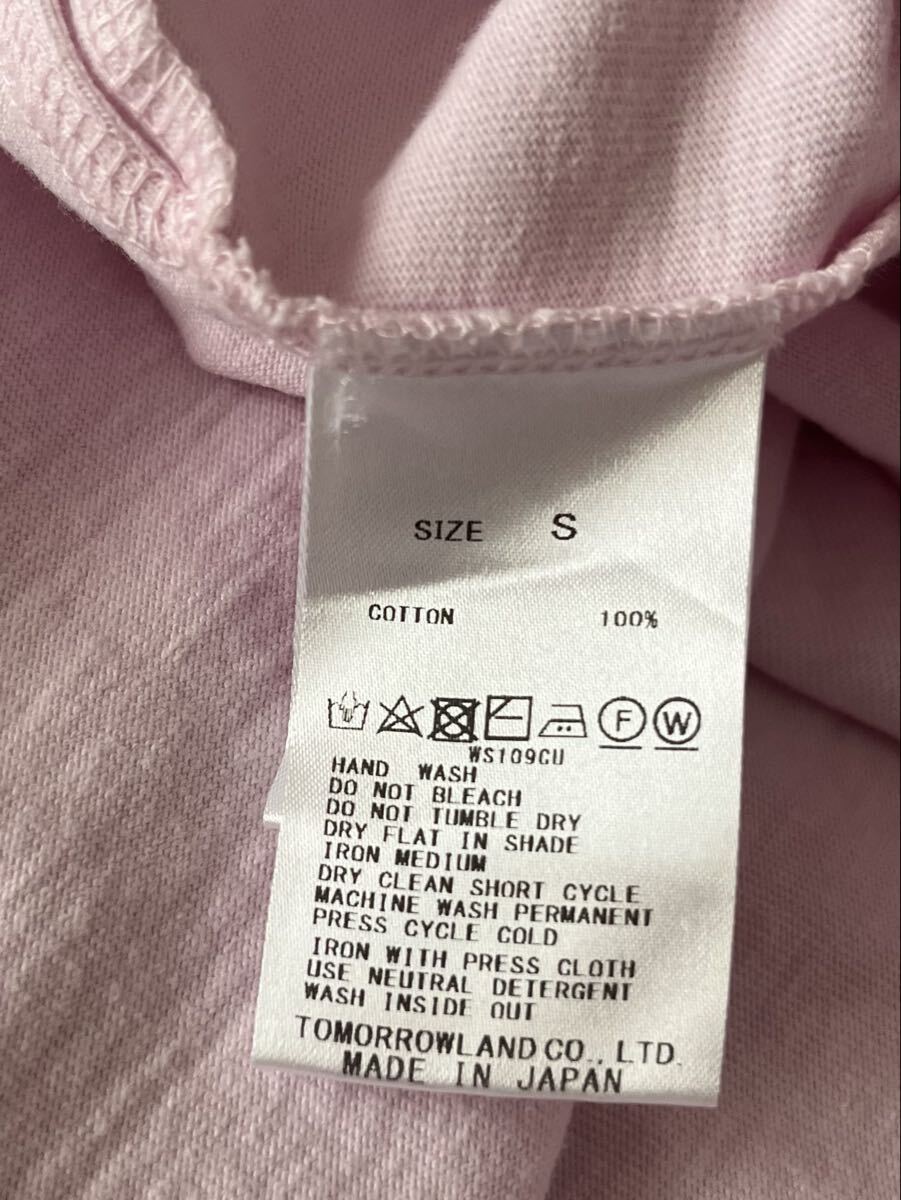 SIZE S
COTTON 100%
F W
WS109CU
HAND WASH
DO NOT BLEACH
DO NOT TUMBLE DRY
DRY FLAT IN SHADE
IRON MEDIUM
DRY CLEAN SHORT CYCLE
MACHINE WASH PERMANENT
PRESS CYCLE COLD
IRON WITH PRESS CLOTH
USE NEUTRAL DETERGENT
WASH INSIDE OUT
TOMORROWLAND CO., LTD.
MADE IN JAPAN